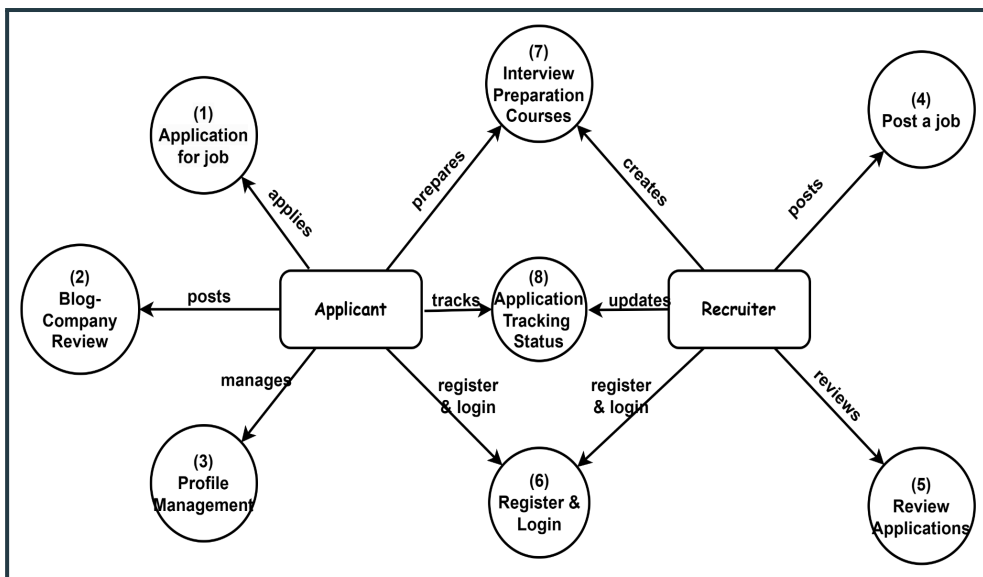 (7)
Interview
Preparation
Courses
(4)
Post a job
(1)
Application
for job
prepares
creates
applies
posts
(2)
Blog-
Company
Review
posts
Applicant
tracks
(8)
Application
Tracking
Status
updates
Recruiter
manages
register
& login
register
& login
reviews
(3)
Profile
Management
(6)
Register &
Login
(5)
Review
Applications